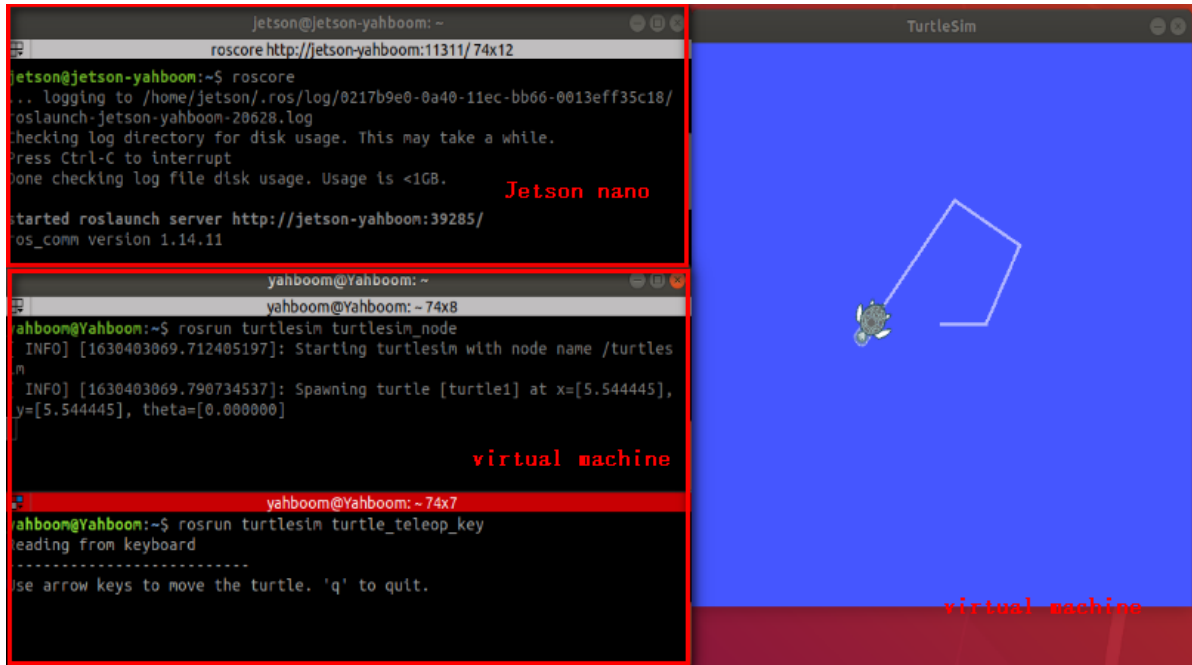 jetson@jetson-yahboom: ~
roscore http://jetson-yahboom:11311/ 74x12
jetson@jetson-yahboom:~$ roscore
... logging to /home/jetson/.ros/log/0217b9e0-0a40-11ec-bb66-0013eff35c18/
roslaunch-jetson-yahboom-20628.log
Checking log directory for disk usage. This may take a while.
Press Ctrl-C to interrupt
Done checking log file disk usage. Usage is <1GB.
Jetson nano
started roslaunch server http://jetson-yahboom:39285/
ros_comm version 1.14.11
yahboom@Yahboom: ~
yahboom@Yahboom: ~ 74x8
yahboom@Yahboom:~$ rosrun turtlesim turtlesim_node
[ INFO] [1630403069.712405197]: Starting turtlesim with node name /turtles
im
[ INFO] [1630403069.790734537]: Spawning turtle [turtle1] at x=[5.544445],
y=[5.544445], theta=[0.000000]
virtual machine
yahboom@Yahboom: ~ 74x7
yahboom@Yahboom:~$ rosrun turtlesim turtle_teleop_key
Reading from keyboard
---------------------------
Use arrow keys to move the turtle. 'q' to quit.
TurtleSim
virtual machine